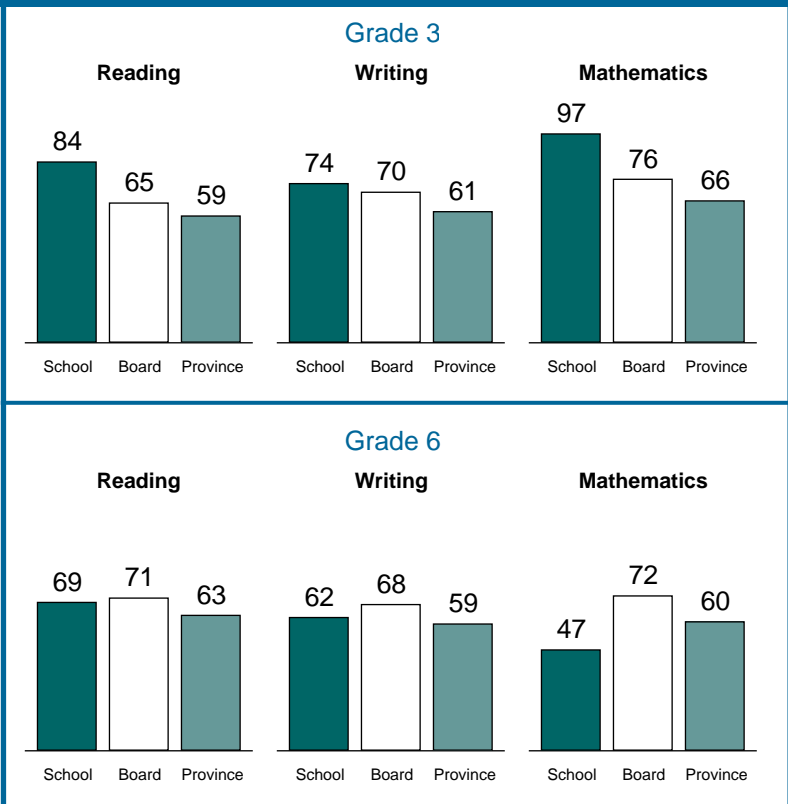 Grade 3
Reading Writing Mathematics
84 65 59 74 70 61 97 76 66
School Board Province School Board Province School Board Province
Grade 6
Reading Writing Mathematics
69 71 63 62 68 59 47 72 60
School Board Province School Board Province School Board Province